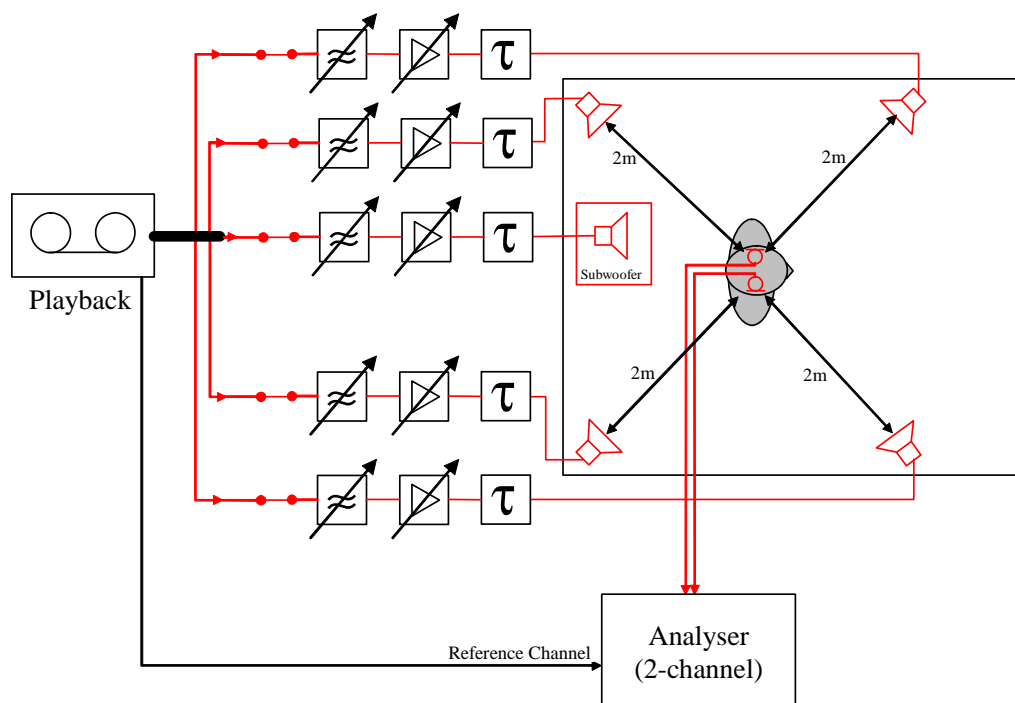 τ
τ
2m
2m
τ
Subwoofer
Playback
2m
2m
τ
τ
Analyser
(2-channel)
Reference Channel